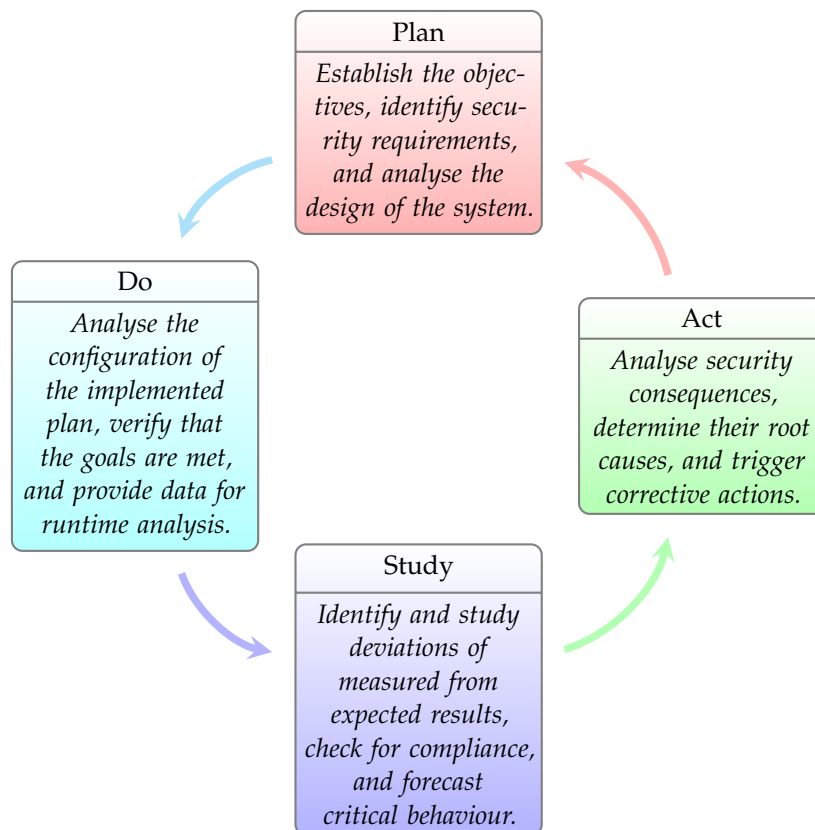 Plan
Establish the objec-
tives, identify secu-
rity requirements,
and analyse the
design of the system.
Do
Analyse the
configuration of
the implemented
plan, verify that
the goals are met,
and provide data for
runtime analysis.
Study
Identify and study
deviations of
measured from
expected results,
check for compliance,
and forecast
critical behaviour.
Act
Analyse security
consequences,
determine their root
causes, and trigger
corrective actions.